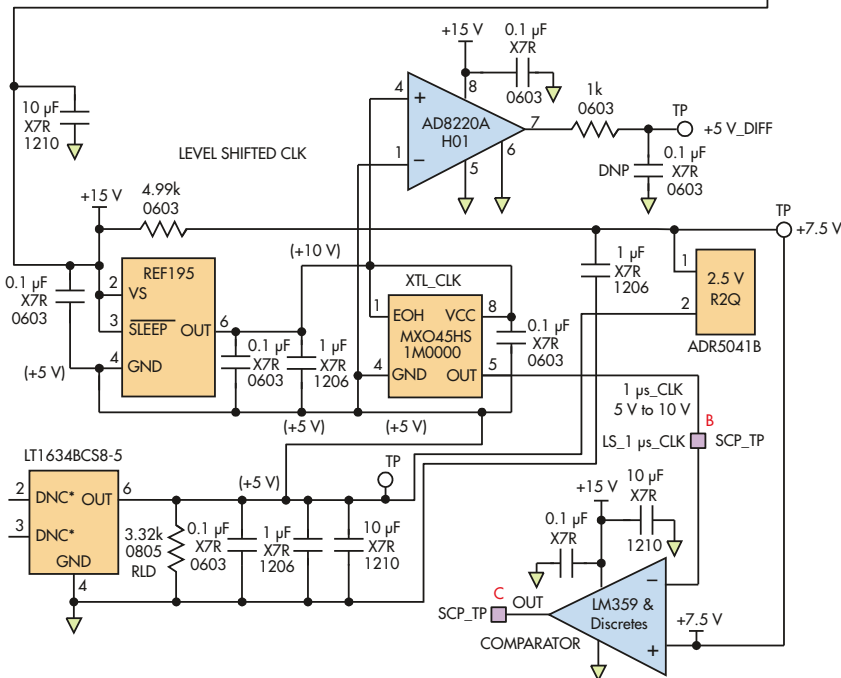 +15 V
0.1 µF
X7R
0603
8
4
+
1
−
AD8220A
H01
7
6
5
1k
0603
TP
+5 V_DIFF
DNP
0.1 µF
X7R
0603
10 µF
X7R
1210
LEVEL SHIFTED CLK
+15 V
4.99k
0603
TP
+7.5 V
0.1 µF
X7R
0603
REF195
2
VS
3
SLEEP
OUT
6
4
GND
(+5 V)
(+10 V)
0.1 µF
X7R
0603
1 µF
X7R
1206
XTL_CLK
1
EOH
VCC
8
MXO45HS
1M0000
4
GND
OUT
5
0.1 µF
X7R
0603
1 µF
X7R
1206
1
2.5 V
R2Q
2
ADR5041B
(+5 V)
(+5 V)
1 µs_CLK
5 V to 10 V
B
LS_1 µs_CLK
SCP_TP
LT1634BCS8-5
2
DNC*
OUT
6
3
DNC*
GND
4
(+5 V)
TP
3.32k
0805
RLD
0.1 µF
X7R
0603
1 µF
X7R
1206
10 µF
X7R
1210
+15 V
10 µF
X7R
1210
0.1 µF
X7R
C
SCP_TP
OUT
−
LM359 &
Discretes
+
+7.5 V
COMPARATOR